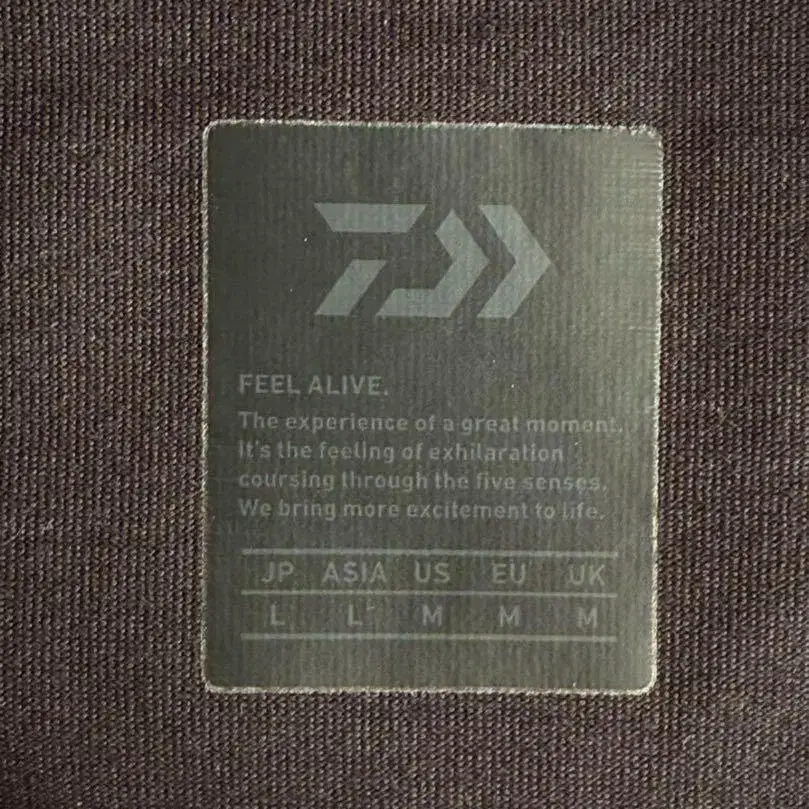 FEEL ALIVE.
The experience of a great moment.
It's the feeling of exhilaration
coursing through the five senses.
We bring more excitement to life.
JP ASIA US EU UK
L L M M M